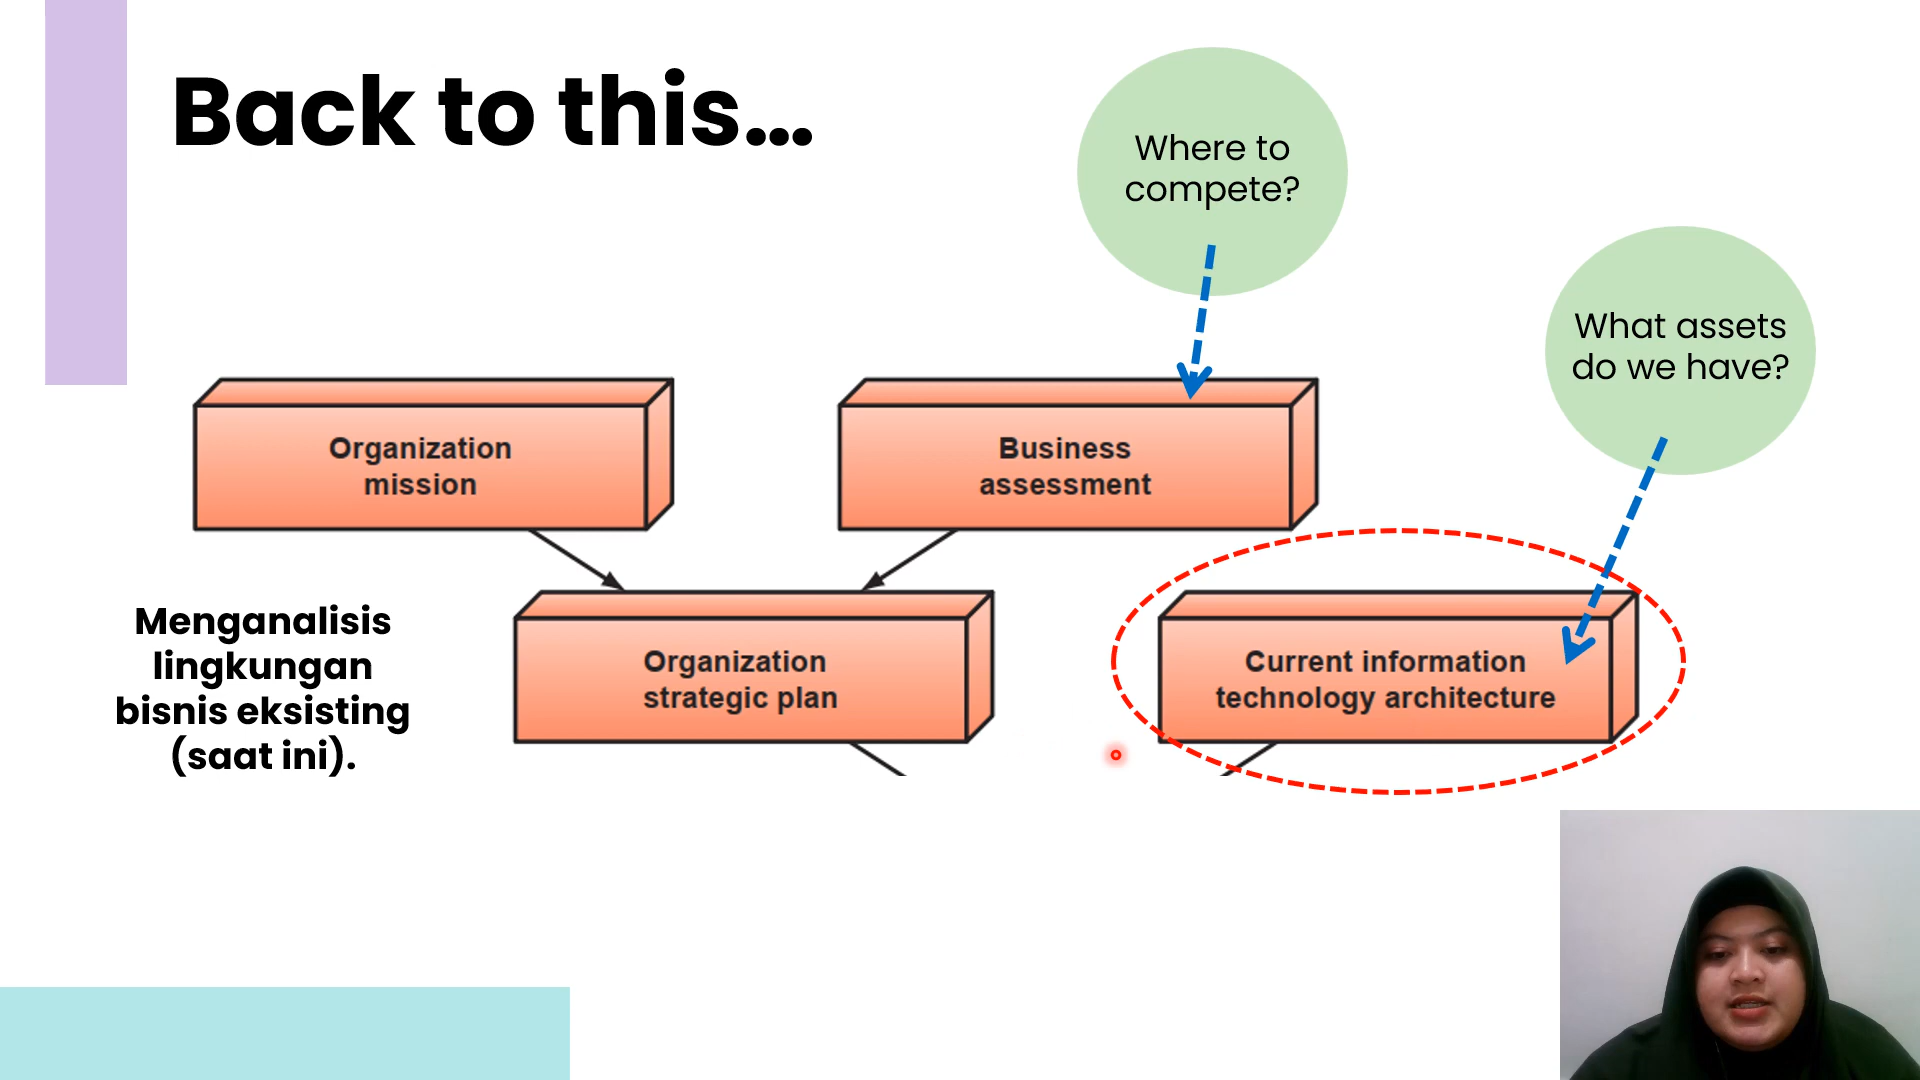 Back to this...
Where to
compete?
What assets
do we have?
Organization
mission
Business
assessment
Menganalisis
lingkungan
bisnis eksisting
(saat ini).
Organization
strategic plan
Current information
technology architecture